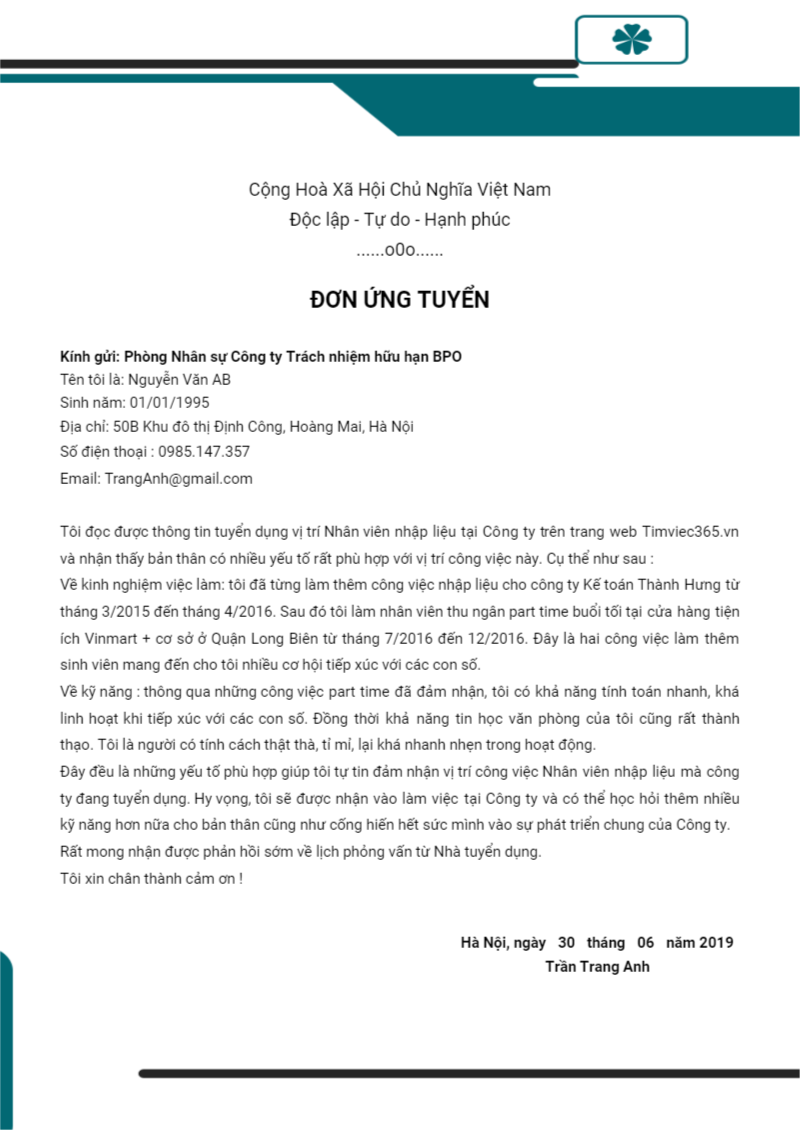 Cộng Hoà Xã Hội Chủ Nghĩa Việt Nam
Độc lập - Tự do - Hạnh phúc
......o0o......
ĐƠN ỨNG TUYỂN
Kính gửi: Phòng Nhân sự Công ty Trách nhiệm hữu hạn BPO
Tên tôi là: Nguyễn Văn AB
Sinh năm: 01/01/1995
Địa chỉ: 50B Khu đô thị Định Công, Hoàng Mai, Hà Nội
Số điện thoại : 0985.147.357
Email: TrangAnh@gmail.com
Tôi đọc được thông tin tuyển dụng vị trí Nhân viên nhập liệu tại Công ty trên trang web Timviec365.vn
và nhận thấy bản thân có nhiều yếu tố rất phù hợp với vị trí công việc này. Cụ thể như sau :
Về kinh nghiệm việc làm: tôi đã từng làm thêm công việc nhập liệu cho công ty Kế toán Thành Hưng từ
tháng 3/2015 đến tháng 4/2016. Sau đó tôi làm nhân viên thu ngân part time buổi tối tại cửa hàng tiện
ích Vinmart + cơ sở ở Quận Long Biên từ tháng 7/2016 đến 12/2016. Đây là hai công việc làm thêm
sinh viên mang đến cho tôi nhiều cơ hội tiếp xúc với các con số.
Về kỹ năng : thông qua những công việc part time đã đảm nhận, tôi có khả năng tính toán nhanh, khá
linh hoạt khi tiếp xúc với các con số. Đồng thời khả năng tin học văn phòng của tôi cũng rất thành
thạo. Tôi là người có tính cách thật thà, tỉ mỉ, lại khá nhanh nhẹn trong hoạt động.
Đây đều là những yếu tố phù hợp giúp tôi tự tin đảm nhận vị trí công việc Nhân viên nhập liệu mà công
ty đang tuyển dụng. Hy vọng, tôi sẽ được nhận vào làm việc tại Công ty và có thể học hỏi thêm nhiều
kỹ năng hơn nữa cho bản thân cũng như cống hiến hết sức mình vào sự phát triển chung của Công ty.
Rất mong nhận được phản hồi sớm về lịch phỏng vấn từ Nhà tuyển dụng.
Tôi xin chân thành cảm ơn !
Hà Nội, ngày 30 tháng 06 năm 2019
Trần Trang Anh